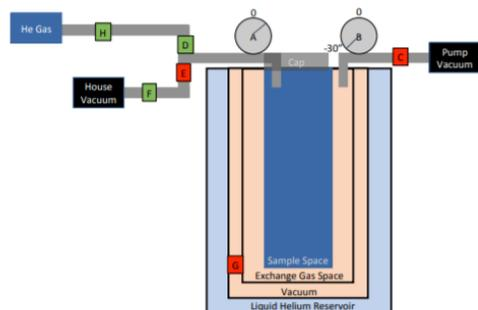 0
0
He Gas
H
A
B
D
-30"
C
Pump
Vacuum
E
Cap
House
Vacuum
F
Sample Space
G
Exchange Gas Space
Vacuum
Liquid Helium Reservoir